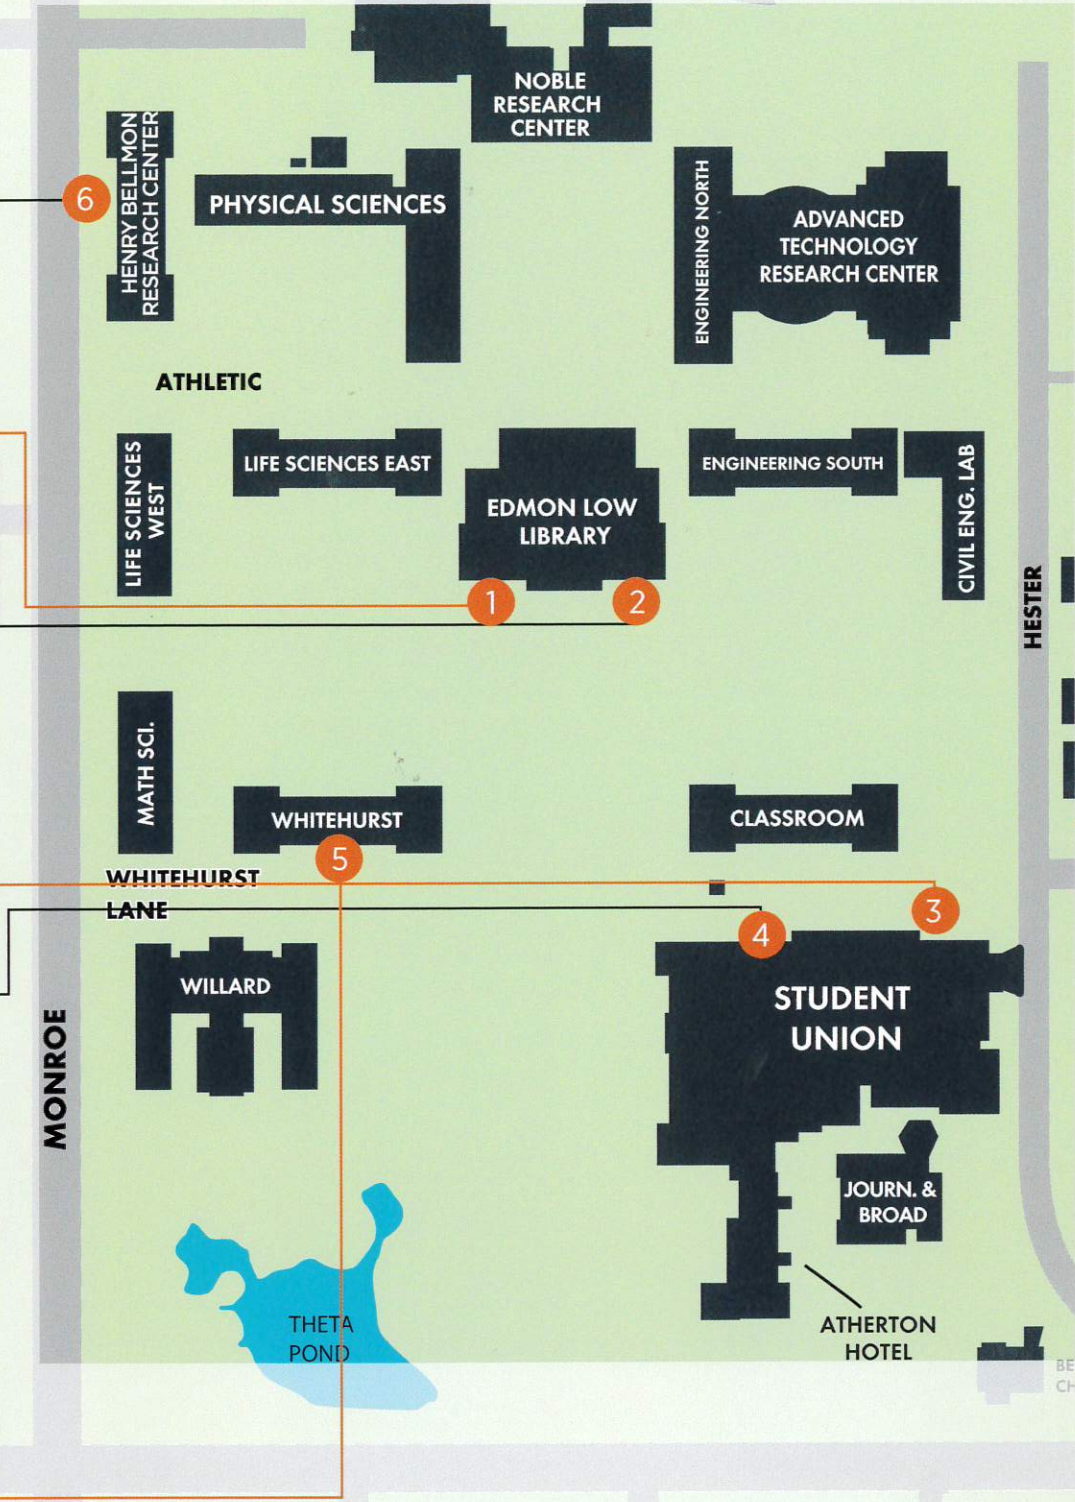 NOBLE
RESEARCH
CENTER
HENRY BELLMON
RESEARCH CENTER
6
PHYSICAL SCIENCES
ENGINEERING NORTH
ADVANCED
TECHNOLOGY
RESEARCH CENTER
ATHLETIC
LIFE SCIENCES
WEST
LIFE SCIENCES EAST
EDMON LOW
LIBRARY
ENGINEERING SOUTH
CIVIL ENG. LAB
1
2
HESTER
MATH SCI.
WHITEHURST
CLASSROOM
5
WHITEHURST
LANE
3
4
WILLARD
STUDENT
UNION
MONROE
JOURN. &
BROAD
THETA
POND
ATHERTON
HOTEL
BE
CH